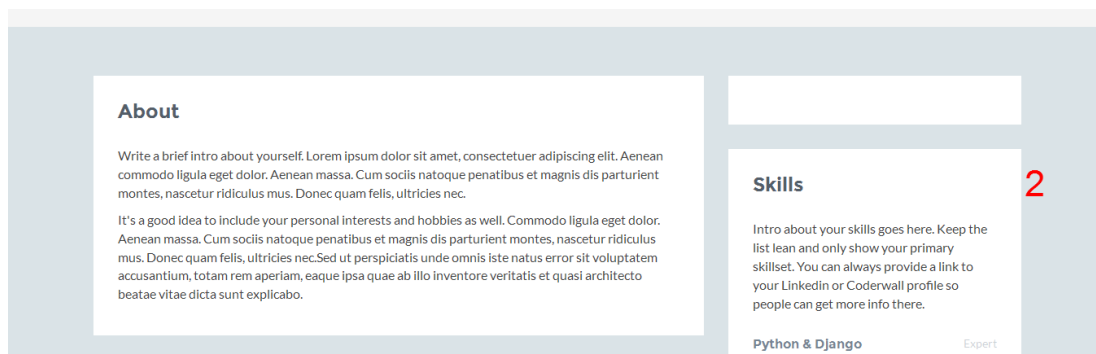 About
Write a brief intro about yourself. Lorem ipsum dolor sit amet, consectetuer adipiscing elit. Aenean
commodo ligula eget dolor. Aenean massa. Cum sociis natoque penatibus et magnis dis parturient
montes, nascetur ridiculus mus. Donec quam felis, ultricies nec.
It's a good idea to include your personal interests and hobbies as well. Commodo ligula eget dolor.
Aenean massa. Cum sociis natoque penatibus et magnis dis parturient montes, nascetur ridiculus
mus. Donec quam felis, ultricies nec.Sed ut perspiciatis unde omnis iste natus error sit voluptatem
accusantium, totam rem aperiam, eaque ipsa quae ab illo inventore veritatis et quasi architecto
beatae vitae dicta sunt explicabo.
Skills
2
Intro about your skills goes here. Keep the
list lean and only show your primary
skillset. You can always provide a link to
your Linkedin or Coderwall profile so
people can get more info there.
Python & Django
Expert